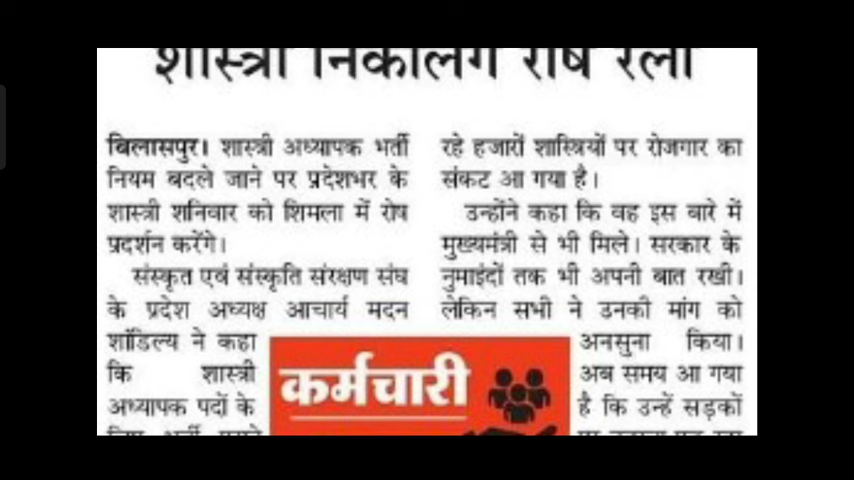 शास्त्री निकालेंगे रोष रैली
बिलासपुर। शास्त्री अध्यापक भर्ती
नियम बदले जाने पर प्रदेशभर के
शास्त्री शनिवार को शिमला में रोष
प्रदर्शन करेंगे।
संस्कृत एवं संस्कृति संरक्षण संघ
के प्रदेश अध्यक्ष आचार्य मदन
शांडिल्य ने कहा
कि शास्त्री
अध्यापक पदों के
कर्मचारी
रहे हजारों शास्त्रियों पर रोजगार का
संकट आ गया है।
उन्होंने कहा कि वह इस बारे में
मुख्यमंत्री से भी मिले। सरकार के
नुमाइंदों तक भी अपनी बात रखी।
लेकिन सभी ने उनकी मांग को
अनसुना किया।
अब समय आ गया
है कि उन्हें सड़कों